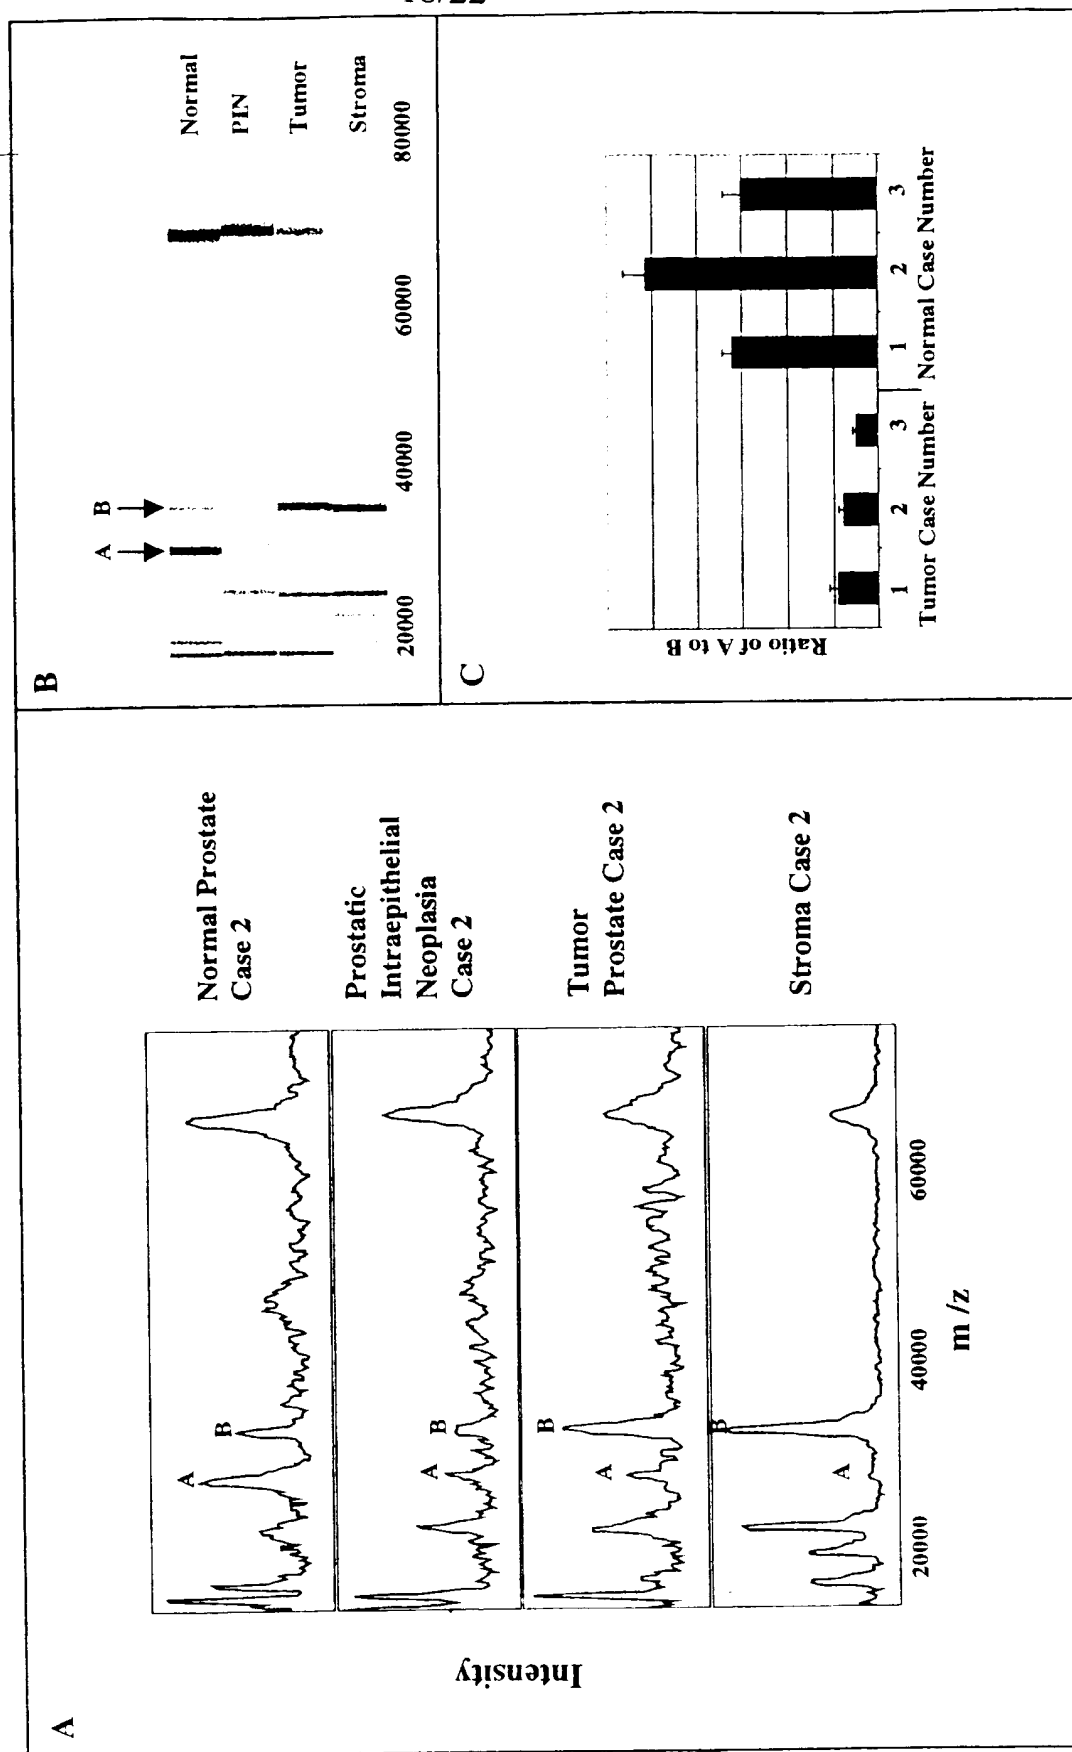 A
Intensity
Normal Prostate
Case 2
A
B
Prostatic
Intraepithelial
Neoplasia
Case 2
A
B
Tumor
Prostate Case 2
A
B
Stroma Case 2
A
B
20000
40000
60000
m /z
B
A
B
Normal
PIN
Tumor
Stroma
20000
40000
60000
80000
C
Ratio of A to B
1
2
3
1
2
3
Tumor Case Number
Normal Case Number